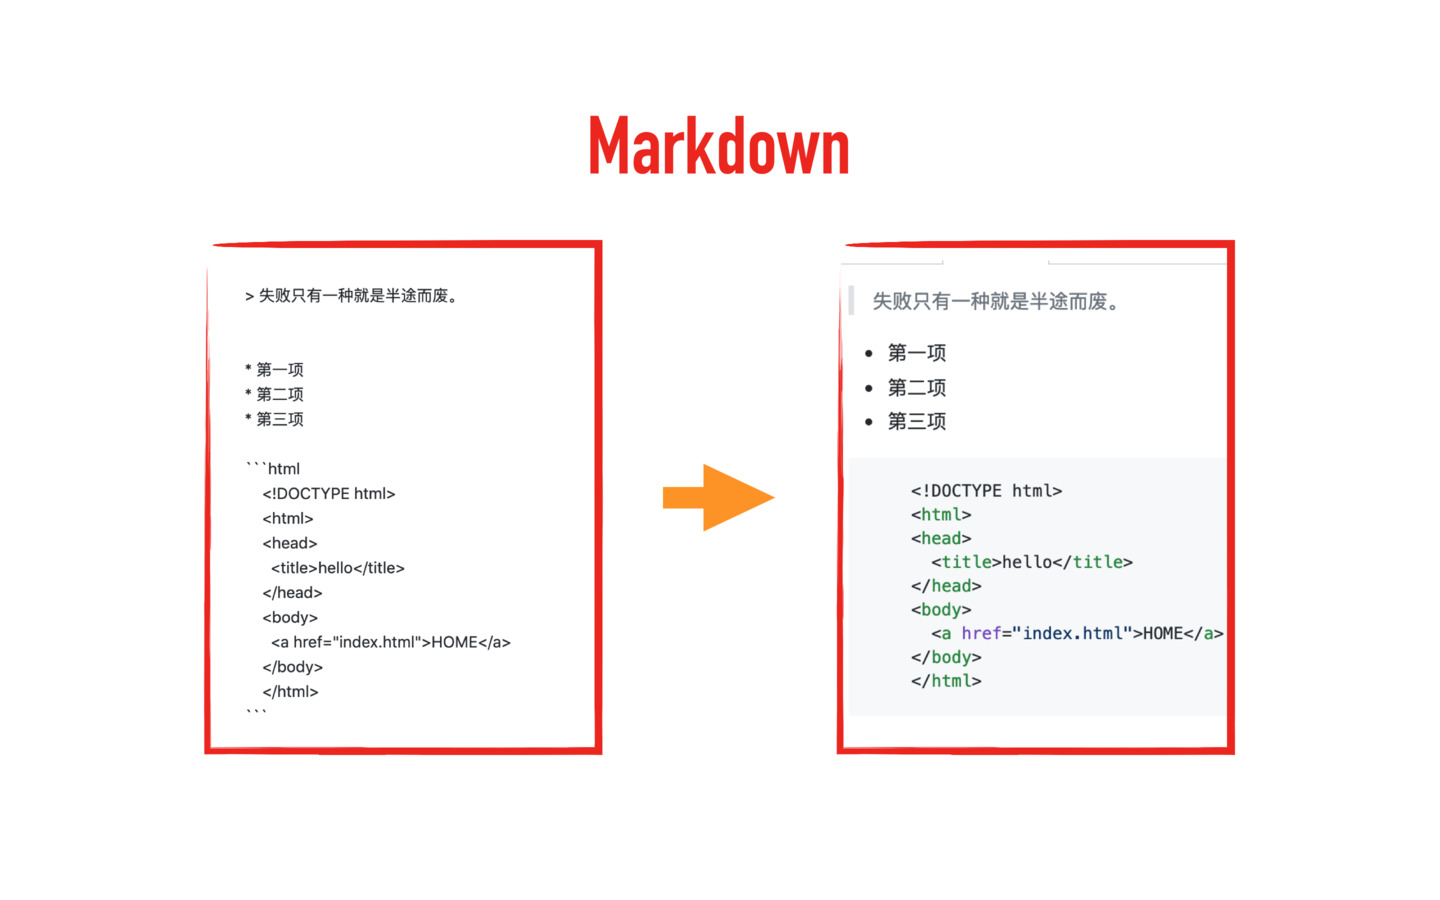 Markdown
> 失败只有一种就是半途而废。
* 第一项
* 第二项
* 第三项
```html
<!DOCTYPE html>
<html>
<head>
<title>hello</title>
</head>
<body>
<a href="index.html">HOME</a>
</body>
</html>
```
失败只有一种就是半途而废。
• 第一项
• 第二项
• 第三项
<!DOCTYPE html>
<html>
<head>
<title>hello</title>
</head>
<body>
<a href="index.html">HOME</a>
</body>
</html>